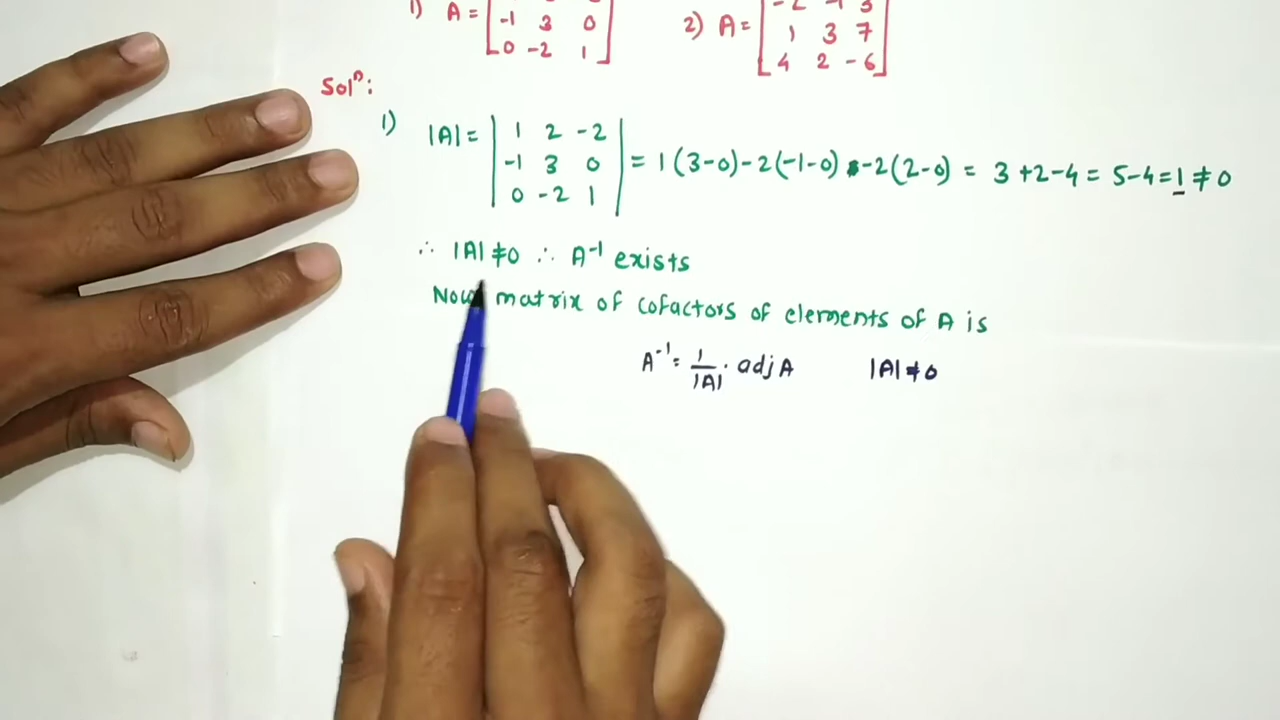 1) A = [ -1 3 0 2) A = [ -2 -1 3
0 -2 1 ] 1 3 7
4 2 -6 ]
Solⁿ:
1) |A| = | 1 2 -2
-1 3 0 = 1(3-0)-2(-1-0) -2(2-0) = 3+2-4 = 5-4 = 1 ≠ 0
0 -2 1 |
∴ |A| ≠ 0 ∴ A⁻¹ exists
Now matrix of cofactors of elements of A is
A⁻¹ = 1/|A| · adj A |A| ≠ 0